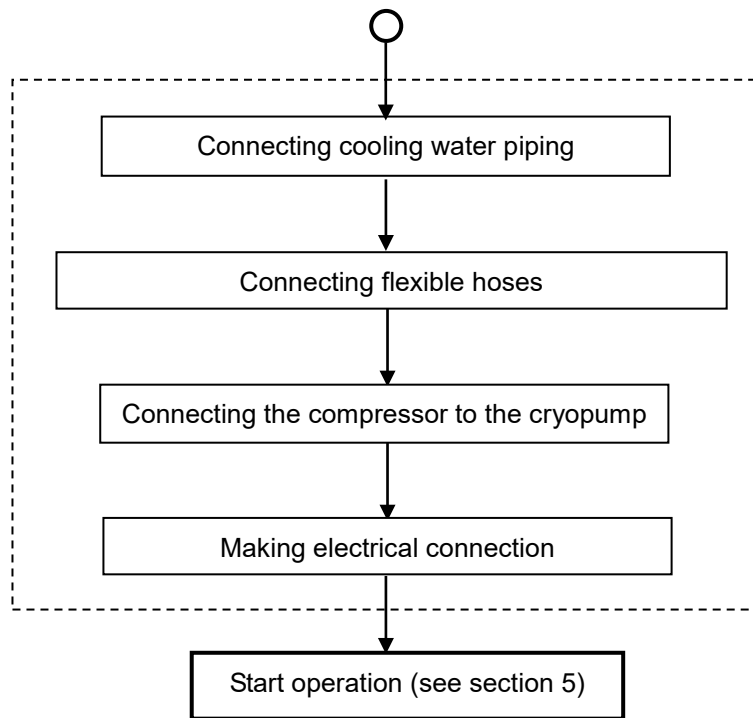 Connecting cooling water piping
Connecting flexible hoses
Connecting the compressor to the cryopump
Making electrical connection
Start operation (see section 5)